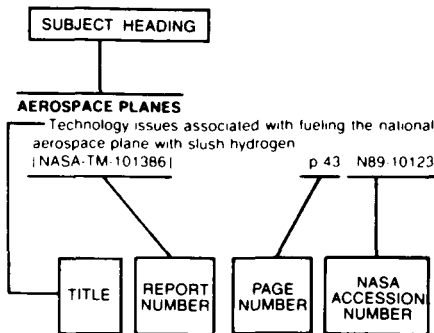 SUBJECT HEADING
AEROSPACE PLANES
Technology issues associated with fueling the national
aerospace plane with slush hydrogen
[NASA-TM-101386] p 43 N89-10123
TITLE
REPORT
NUMBER
PAGE
NUMBER
NASA
ACCESSION
NUMBER